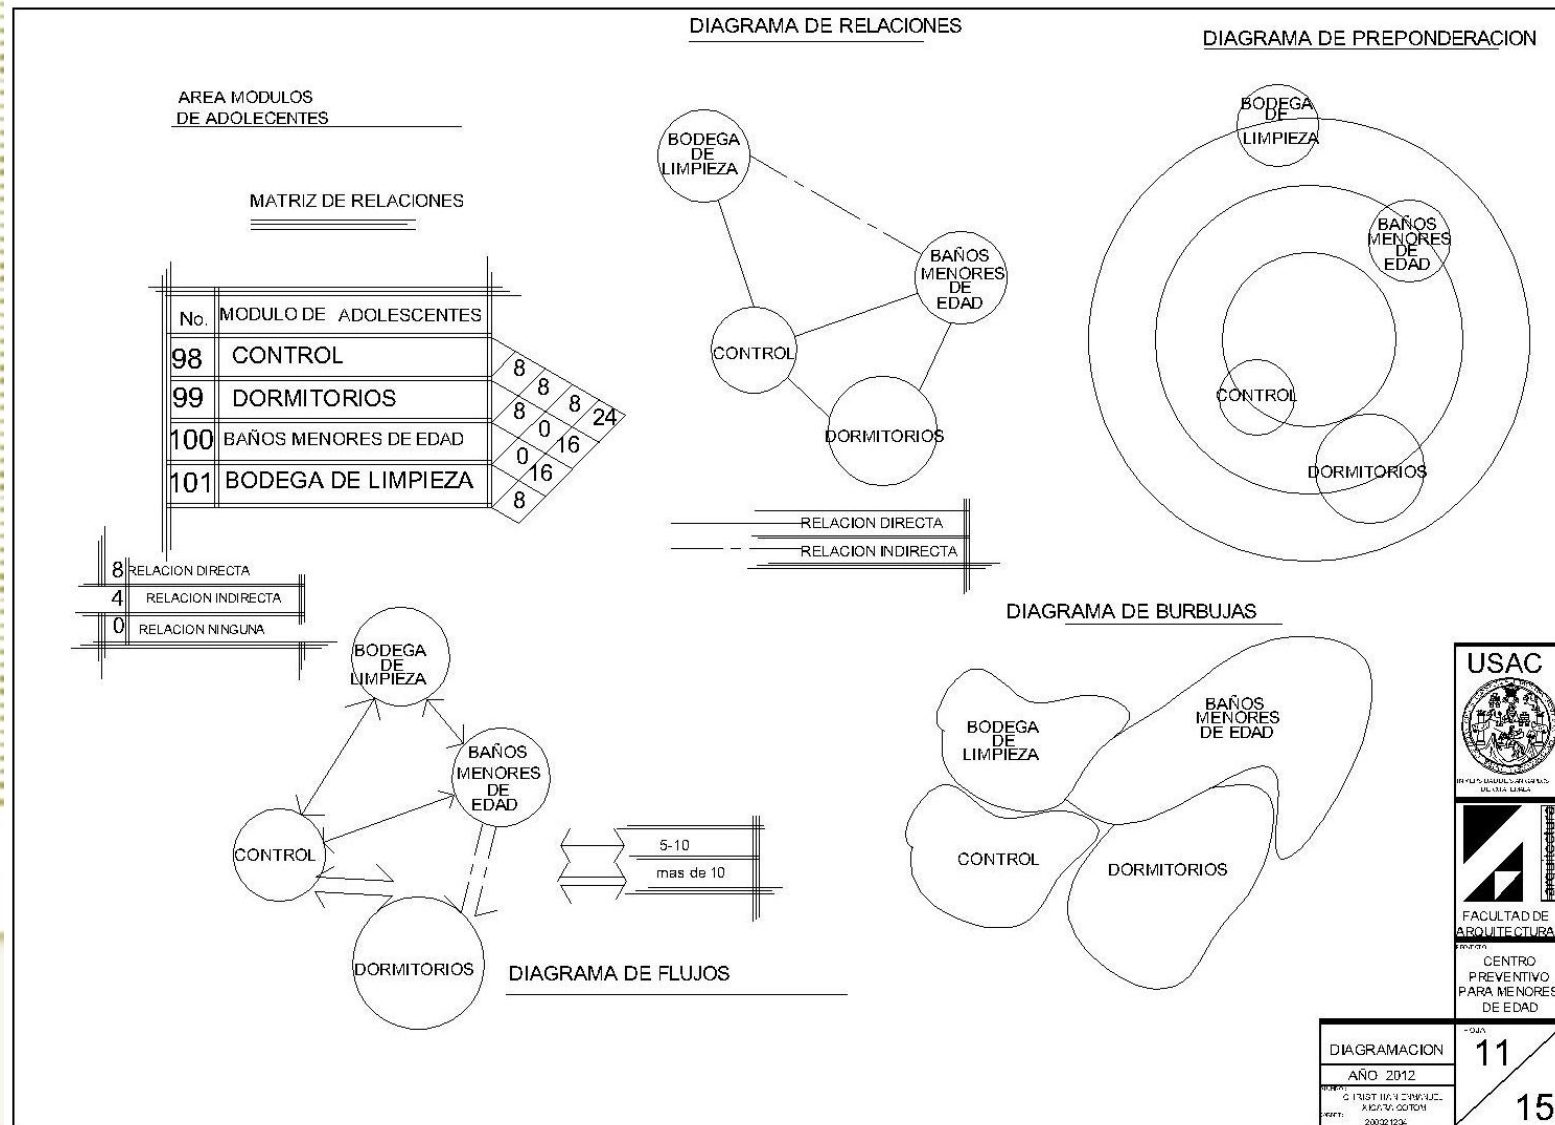 DIAGRAMA DE RELACIONES
DIAGRAMA DE PREPONDERACION
AREA MODULOS
DE ADOLECENTES
MATRIZ DE RELACIONES
No. MODULO DE ADOLESCENTES
98 CONTROL
99 DORMITORIOS
100 BAÑOS MENORES DE EDAD
101 BODEGA DE LIMPIEZA
8
8
8
24
8
0
16
0
16
8
8 RELACION DIRECTA
4 RELACION INDIRECTA
0 RELACION NINGUNA
BODEGA
DE
LIMPIEZA
BAÑOS
MENORES
DE
EDAD
CONTROL
DORMITORIOS
RELACION DIRECTA
RELACION INDIRECTA
BODEGA
DE
LIMPIEZA
BAÑOS
MENORES
DE
EDAD
CONTROL
DORMITORIOS
BODEGA
DE
LIMPIEZA
BAÑOS
MENORES
DE
EDAD
CONTROL
DORMITORIOS
5-10
mas de 10
DIAGRAMA DE FLUJOS
DIAGRAMA DE BURBUJAS
BODEGA
DE
LIMPIEZA
BAÑOS
MENORES
DE EDAD
CONTROL
DORMITORIOS
USAC
arquitectura
FACULTAD DE
ARQUITECTURA
CENTRO
PREVENTIVO
PARA MENORES
DE EDAD
DIAGRAMACION
AÑO 2012
HOJA
11
15